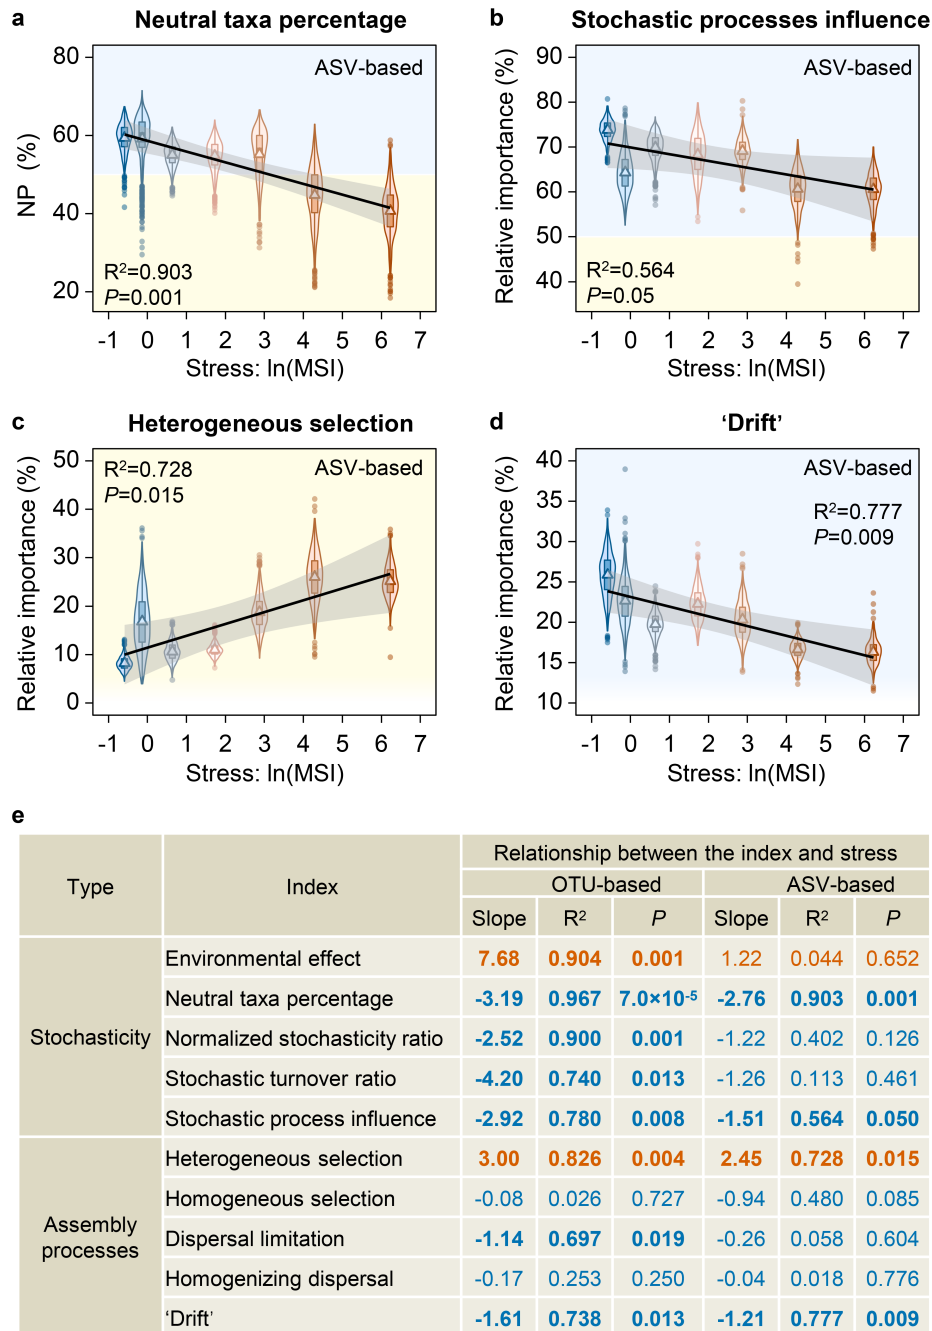 a Neutral taxa percentage
80
60
40
20
NP (%)
ASV-based
R²=0.903
P=0.001
-1 0 1 2 3 4 5 6 7
Stress: ln(MSI)
b Stochastic processes influence
90
80
70
60
50
40
Relative importance (%)
ASV-based
R²=0.564
P=0.05
-1 0 1 2 3 4 5 6 7
Stress: ln(MSI)
c Heterogeneous selection
50
40
30
20
10
0
Relative importance (%)
R²=0.728
P=0.015
ASV-based
-1 0 1 2 3 4 5 6 7
Stress: ln(MSI)
d ‘Drift’
40
35
30
25
20
15
10
Relative importance (%)
ASV-based
R²=0.777
P=0.009
-1 0 1 2 3 4 5 6 7
Stress: ln(MSI)
e
Type Index Relationship between the index and stress
OTU-based ASV-based
Slope R² P Slope R² P
Stochasticity
Environmental effect 7.68 0.904 0.001 1.22 0.044 0.652
Neutral taxa percentage -3.19 0.967 7.0×10⁻⁵ -2.76 0.903 0.001
Normalized stochasticity ratio -2.52 0.900 0.001 -1.22 0.402 0.126
Stochastic turnover ratio -4.20 0.740 0.013 -1.26 0.113 0.461
Stochastic process influence -2.92 0.780 0.008 -1.51 0.564 0.050
Assembly
processes
Heterogeneous selection 3.00 0.826 0.004 2.45 0.728 0.015
Homogeneous selection -0.08 0.026 0.727 -0.94 0.480 0.085
Dispersal limitation -1.14 0.697 0.019 -0.26 0.058 0.604
Homogenizing dispersal -0.17 0.253 0.250 -0.04 0.018 0.776
‘Drift’ -1.61 0.738 0.013 -1.21 0.777 0.009